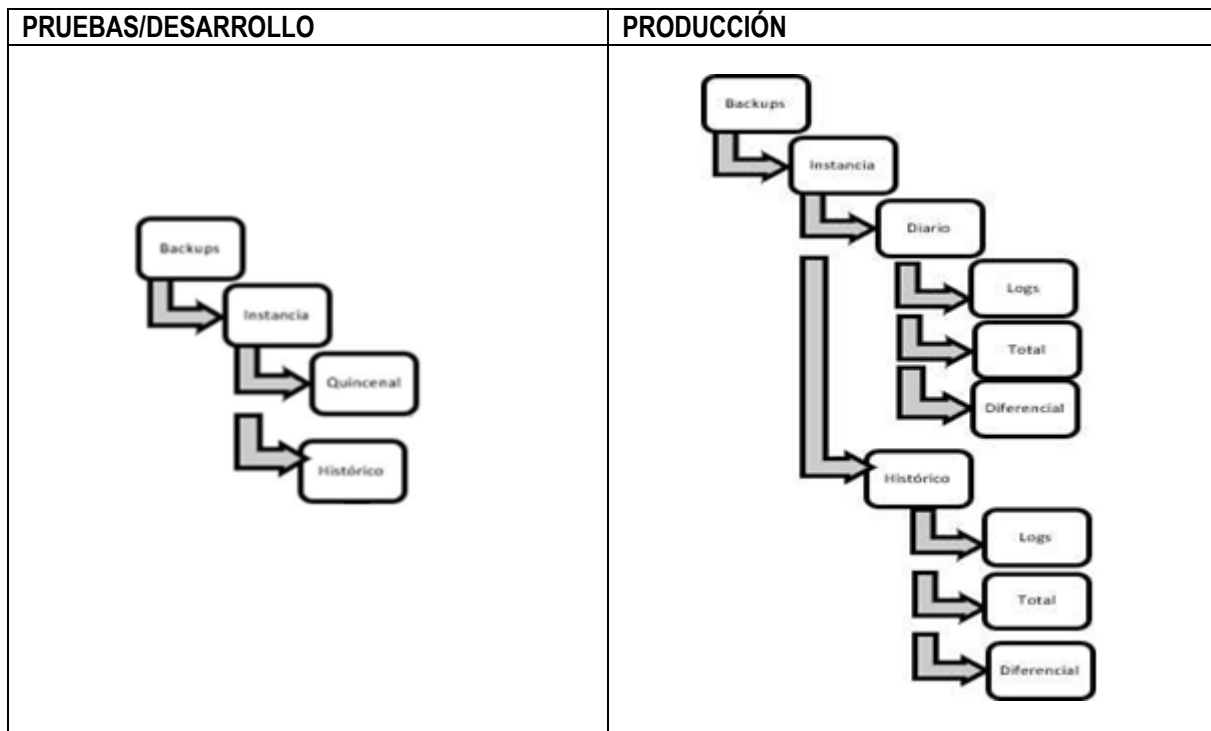 PRUEBAS/DESARROLLO
PRODUCCIÓN
Backups
Instancia
Quincenal
Histórico
Backups
Instancia
Diario
Logs
Total
Diferencial
Histórico
Logs
Total
Diferencial